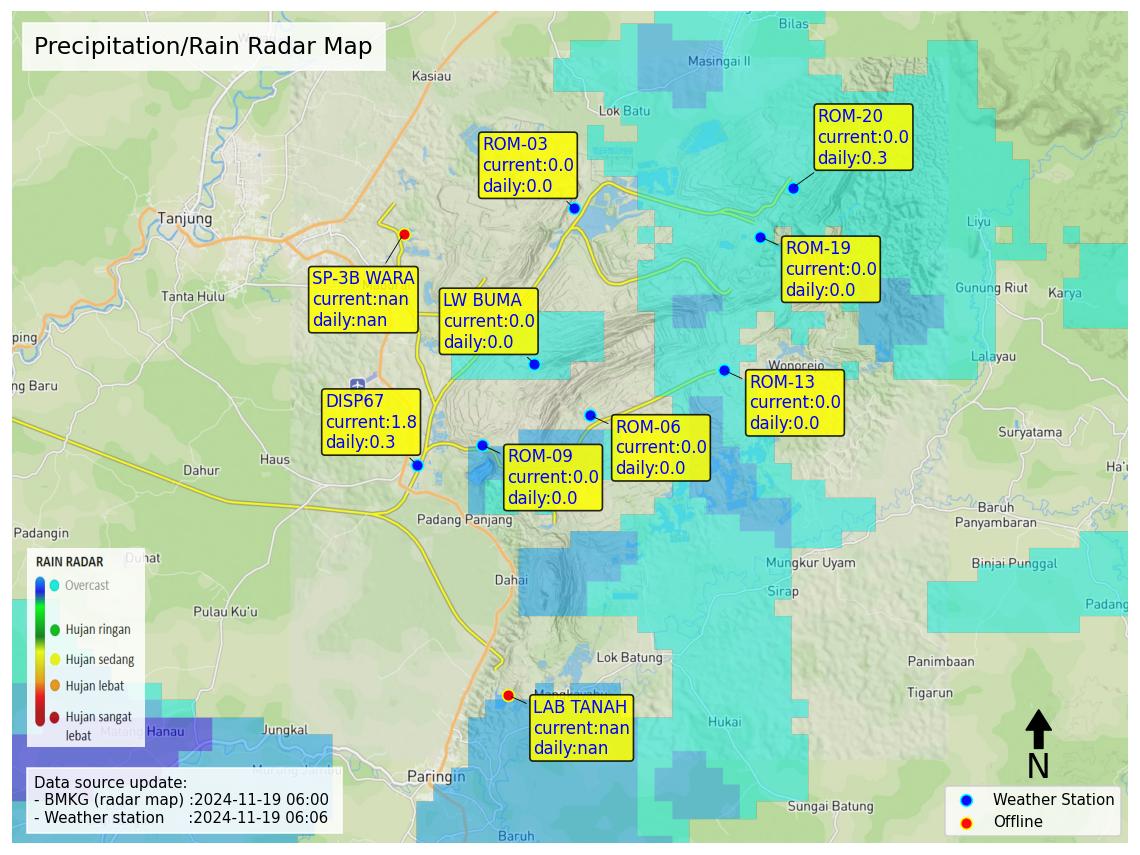 Precipitation/Rain Radar Map
Bilas
Masingai II
Kasiau
Lok Batu
ROM-20
current:0.0
daily:0.3
ROM-03
current:0.0
daily:0.0
Tanjung
Liyu
ROM-19
current:0.0
daily:0.0
SP-3B WARA
current:nan
daily:nan
LW BUMA
current:0.0
daily:0.0
Tanta Hulu
Gunung Riut
Karya
ping
Lalayau
Wonorejo
ng Baru
ROM-13
current:0.0
daily:0.0
DISP67
current:1.8
daily:0.3
ROM-06
current:0.0
daily:0.0
Suryatama
ROM-09
current:0.0
daily:0.0
Haus
Dahur
Ha'u
Baruh
Panyambaran
Padang Panjang
Padangin
Duhat
Mungkur Uyam
Binjai Punggal
Dahai
Sirap
Padang
Pulau Ku'u
RAIN RADAR
Overcast
Hujan ringan
Hujan sedang
Hujan lebat
Hujan sangat
lebat
Lok Batung
Panimbaan
Tigarun
LAB TANAH
current:nan
daily:nan
Hukai
Jungkal
Paringin
Data source update:
- BMKG (radar map) :2024-11-19 06:00
- Weather station :2024-11-19 06:06
N
Weather Station
Offline
Sungai Batung
Baruh